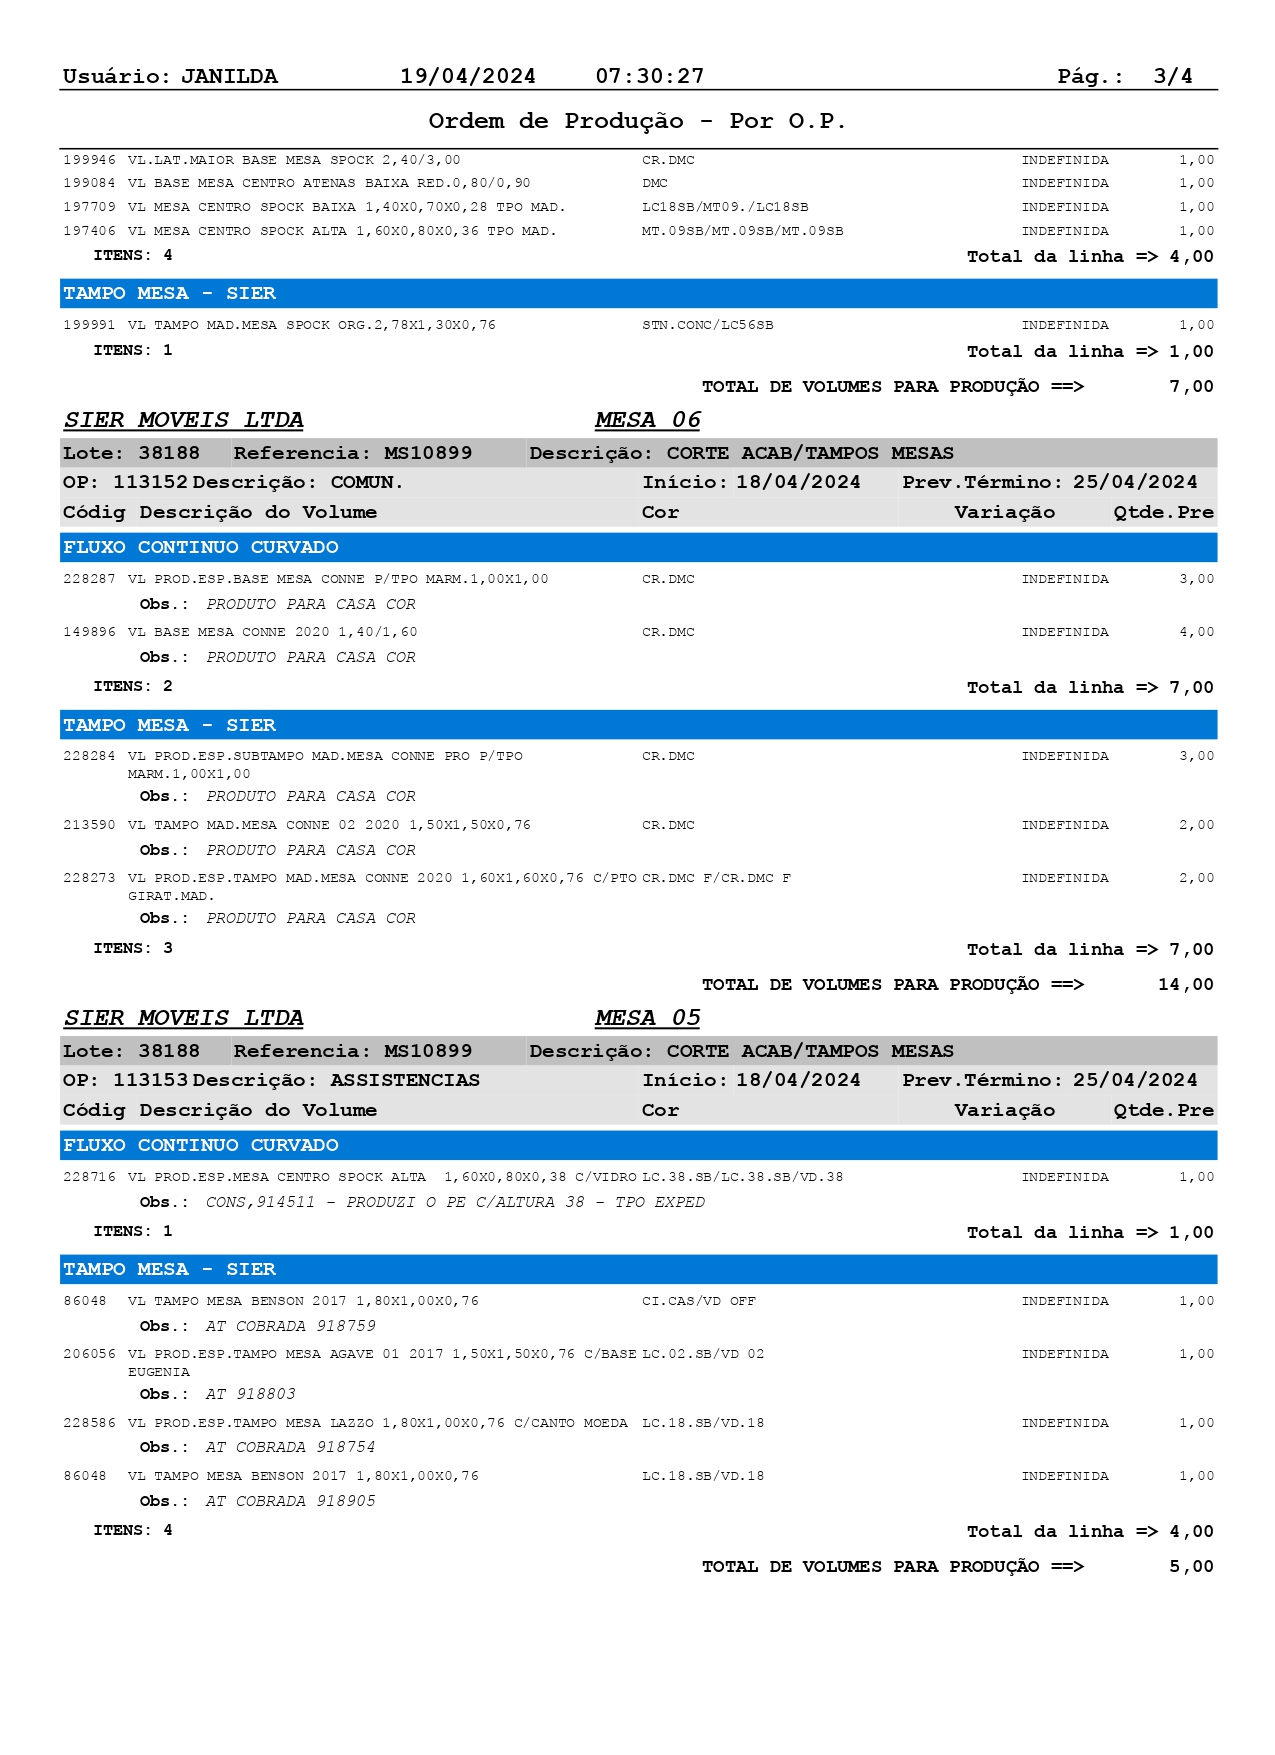 Usuário: JANILDA 19/04/2024 07:30:27 Pág.: 3/4
Ordem de Produção - Por O.P.
199946 VL.LAT.MAIOR BASE MESA SPOCK 2,40/3,00 CR.DMC INDEFINIDA 1,00
199084 VL BASE MESA CENTRO ATENAS BAIXA RED.0,80/0,90 DMC INDEFINIDA 1,00
197709 VL MESA CENTRO SPOCK BAIXA 1,40X0,70X0,28 TPO MAD. LC18SB/MT09./LC18SB INDEFINIDA 1,00
197406 VL MESA CENTRO SPOCK ALTA 1,60X0,80X0,36 TPO MAD. MT.09SB/MT.09SB/MT.09SB INDEFINIDA 1,00
ITENS: 4 Total da linha => 4,00
TAMPO MESA - SIER
199991 VL TAMPO MAD.MESA SPOCK ORG.2,78X1,30X0,76 STN.CONC/LC56SB INDEFINIDA 1,00
ITENS: 1 Total da linha => 1,00
TOTAL DE VOLUMES PARA PRODUÇÃO ==> 7,00
SIER MOVEIS LTDA MESA 06
Lote: 38188 Referencia: MS10899 Descrição: CORTE ACAB/TAMPOS MESAS
OP: 113152 Descrição: COMUN. Início: 18/04/2024 Prev.Término: 25/04/2024
Códig Descrição do Volume Cor Variação Qtde.Pre
FLUXO CONTINUO CURVADO
228287 VL PROD.ESP.BASE MESA CONNE P/TPO MARM.1,00X1,00 CR.DMC INDEFINIDA 3,00
Obs.: PRODUTO PARA CASA COR
149896 VL BASE MESA CONNE 2020 1,40/1,60 CR.DMC INDEFINIDA 4,00
Obs.: PRODUTO PARA CASA COR
ITENS: 2 Total da linha => 7,00
TAMPO MESA - SIER
228284 VL PROD.ESP.SUBTAMPO MAD.MESA CONNE PRO P/TPO CR.DMC INDEFINIDA 3,00
MARM.1,00X1,00
Obs.: PRODUTO PARA CASA COR
213590 VL TAMPO MAD.MESA CONNE 02 2020 1,50X1,50X0,76 CR.DMC INDEFINIDA 2,00
Obs.: PRODUTO PARA CASA COR
228273 VL PROD.ESP.TAMPO MAD.MESA CONNE 2020 1,60X1,60X0,76 C/PTO CR.DMC F/CR.DMC F INDEFINIDA 2,00
GIRAT.MAD.
Obs.: PRODUTO PARA CASA COR
ITENS: 3 Total da linha => 7,00
TOTAL DE VOLUMES PARA PRODUÇÃO ==> 14,00
SIER MOVEIS LTDA MESA 05
Lote: 38188 Referencia: MS10899 Descrição: CORTE ACAB/TAMPOS MESAS
OP: 113153 Descrição: ASSISTENCIAS Início: 18/04/2024 Prev.Término: 25/04/2024
Códig Descrição do Volume Cor Variação Qtde.Pre
FLUXO CONTINUO CURVADO
228716 VL PROD.ESP.MESA CENTRO SPOCK ALTA 1,60X0,80X0,38 C/VIDRO LC.38.SB/LC.38.SB/VD.38 INDEFINIDA 1,00
Obs.: CONS,914511 - PRODUZI O PE C/ALTURA 38 - TPO EXPED
ITENS: 1 Total da linha => 1,00
TAMPO MESA - SIER
86048 VL TAMPO MESA BENSON 2017 1,80X1,00X0,76 CI.CAS/VD OFF INDEFINIDA 1,00
Obs.: AT COBRADA 918759
206056 VL PROD.ESP.TAMPO MESA AGAVE 01 2017 1,50X1,50X0,76 C/BASE LC.02.SB/VD 02 INDEFINIDA 1,00
EUGENIA
Obs.: AT 918803
228586 VL PROD.ESP.TAMPO MESA LAZZO 1,80X1,00X0,76 C/CANTO MOEDA LC.18.SB/VD.18 INDEFINIDA 1,00
Obs.: AT COBRADA 918754
86048 VL TAMPO MESA BENSON 2017 1,80X1,00X0,76 LC.18.SB/VD.18 INDEFINIDA 1,00
Obs.: AT COBRADA 918905
ITENS: 4 Total da linha => 4,00
TOTAL DE VOLUMES PARA PRODUÇÃO ==> 5,00